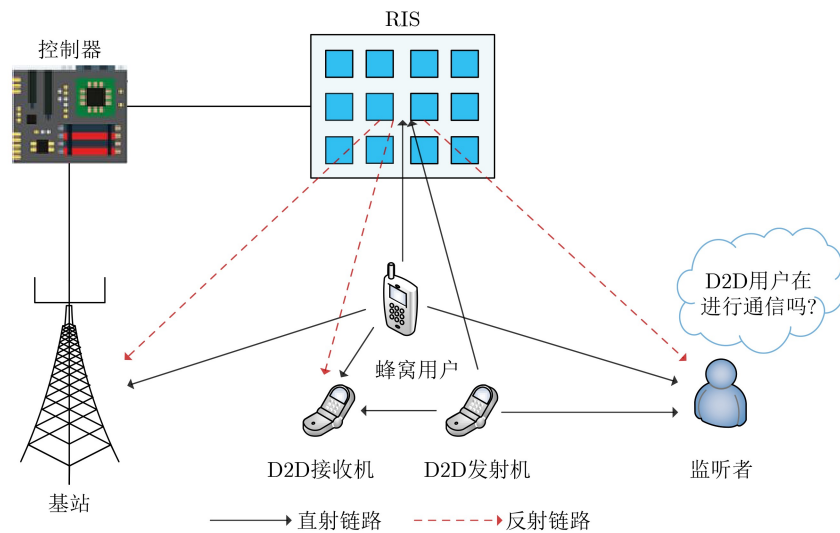 RIS
控制器
D2D用户在
进行通信吗?
蜂窝用户
D2D接收机
D2D发射机
监听者
基站
直射链路
反射链路